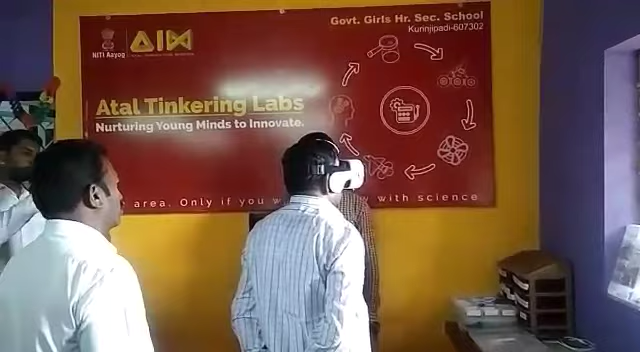 Govt. Girls Hr. Sec. School
Kurinjipadi-607302
NITI Aayog
AIM
Atal Tinkering Labs
Nurturing Young Minds to Innovate.
area. Only if you with science